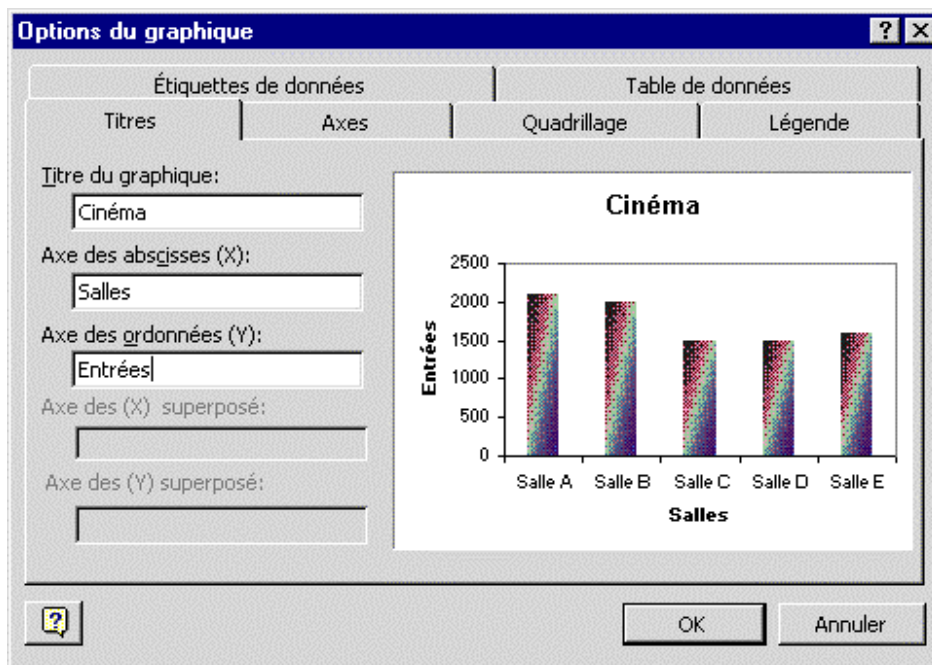 Options du graphique
Étiquettes de données
Table de données
Titres
Axes
Quadrillage
Légende
Titre du graphique:
Cinéma
Axe des abscisses (X):
Salles
Axe des ordonnées (Y):
Entrées
Axe des (X) superposé:
Axe des (Y) superposé:
Cinéma
2500
2000
1500
1000
500
0
Entrées
Salle A
Salle B
Salle C
Salle D
Salle E
Salles
OK
Annuler